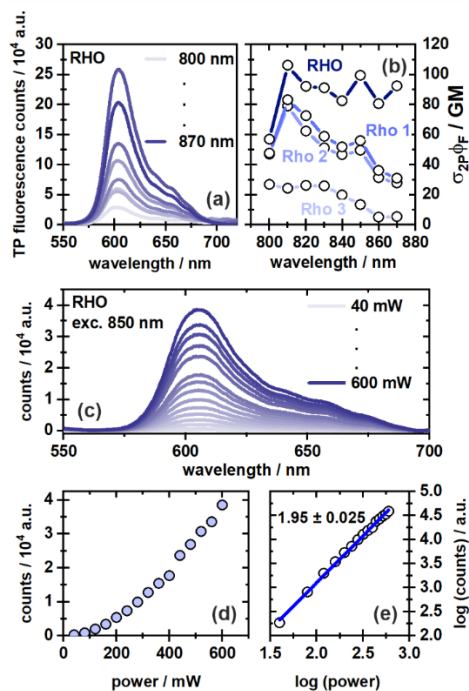 TP fluorescence counts / 10⁴ a.u.
30
25
20
15
10
5
0
RHO
800 nm
.
.
.
870 nm
(a)
550 600 650 700
wavelength / nm
(b)
RHO
Rho 1
Rho 2
Rho 3
120
100
80
60
40
20
0
σ2PϕF / GM
800 820 840 860 880
wavelength / nm
counts / 10⁴ a.u.
4
3
2
1
0
RHO
exc. 850 nm
40 mW
.
.
.
600 mW
(c)
550 600 650 700
wavelength / nm
counts / 10⁴ a.u.
4
3
2
1
0
(d)
0 200 400 600
power / mW
1.95 ± 0.025
(e)
5.0
4.5
4.0
3.5
3.0
2.5
2.0
log (counts) / a.u.
1.5 2.0 2.5 3.0
log (power)